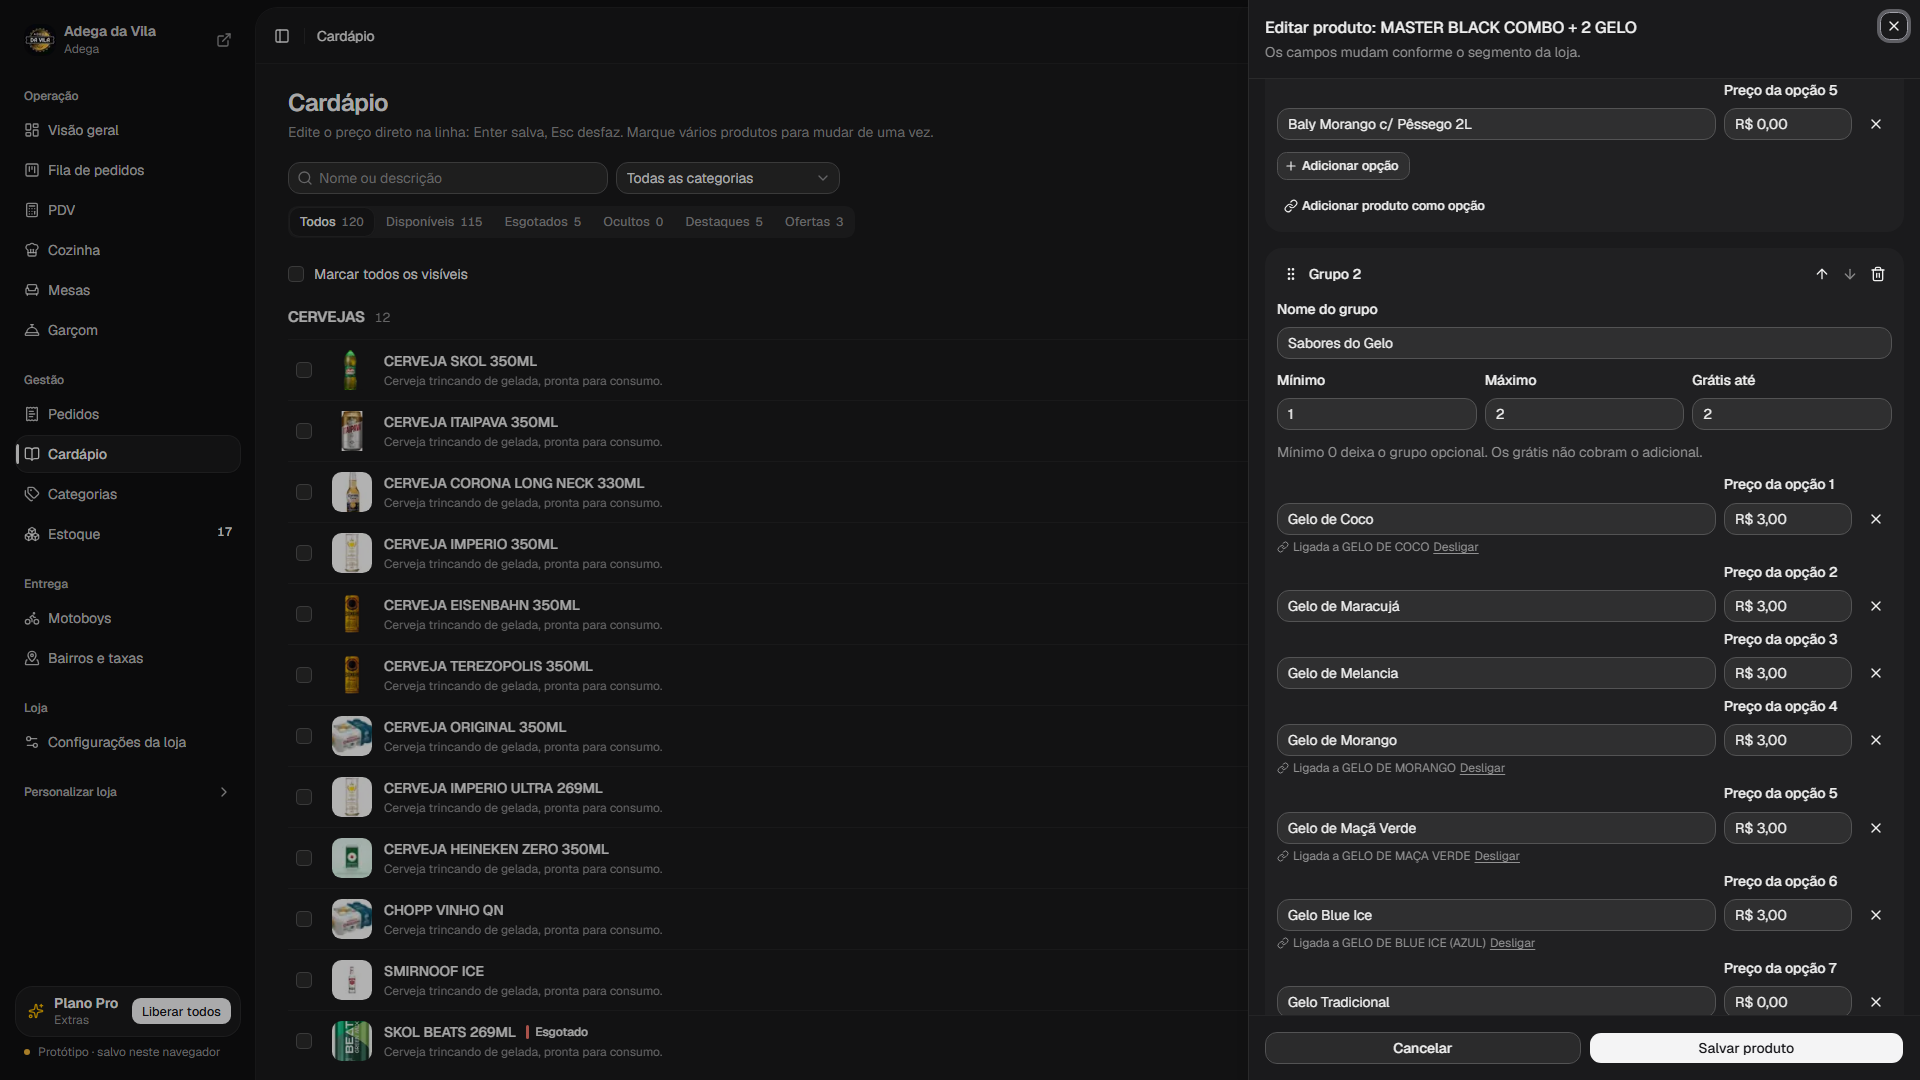 Adega da Vila
Adega
Operação
Visão geral
Fila de pedidos
PDV
Cozinha
Mesas
Garçom
Gestão
Pedidos
Cardápio
Categorias
Estoque 17
Entrega
Motoboys
Bairros e taxas
Loja
Configurações da loja
Personalizar loja
Plano Pro
Extras
Liberar todos
Protótipo · salvo neste navegador
Cardápio
Cardápio
Edite o preço direto na linha: Enter salva, Esc desfaz. Marque vários produtos para mudar de uma vez.
Nome ou descrição
Todas as categorias
Todos 120 Disponíveis 115 Esgotados 5 Ocultos 0 Destaques 5 Ofertas 3
Marcar todos os visíveis
CERVEJAS 12
CERVEJA SKOL 350ML
Cerveja trincando de gelada, pronta para consumo.
CERVEJA ITAIPAVA 350ML
Cerveja trincando de gelada, pronta para consumo.
CERVEJA CORONA LONG NECK 330ML
Cerveja trincando de gelada, pronta para consumo.
CERVEJA IMPERIO 350ML
Cerveja trincando de gelada, pronta para consumo.
CERVEJA EISENBAHN 350ML
Cerveja trincando de gelada, pronta para consumo.
CERVEJA TEREZOPOLIS 350ML
Cerveja trincando de gelada, pronta para consumo.
CERVEJA ORIGINAL 350ML
Cerveja trincando de gelada, pronta para consumo.
CERVEJA IMPERIO ULTRA 269ML
Cerveja trincando de gelada, pronta para consumo.
CERVEJA HEINEKEN ZERO 350ML
Cerveja trincando de gelada, pronta para consumo.
CHOPP VINHO QN
Cerveja trincando de gelada, pronta para consumo.
SMIRNOOF ICE
Cerveja trincando de gelada, pronta para consumo.
SKOL BEATS 269ML Esgotado
Cerveja trincando de gelada, pronta para consumo.
Editar produto: MASTER BLACK COMBO + 2 GELO
Os campos mudam conforme o segmento da loja.
Preço da opção 5
Baly Morango c/ Pêssego 2L R$ 0,00
Adicionar opção
Adicionar produto como opção
Grupo 2
Nome do grupo
Sabores do Gelo
Mínimo Máximo Grátis até
1 2 2
Mínimo 0 deixa o grupo opcional. Os grátis não cobram o adicional.
Preço da opção 1
Gelo de Coco R$ 3,00
Ligada a GELO DE COCO Desligar
Preço da opção 2
Gelo de Maracujá R$ 3,00
Preço da opção 3
Gelo de Melancia R$ 3,00
Preço da opção 4
Gelo de Morango R$ 3,00
Ligada a GELO DE MORANGO Desligar
Preço da opção 5
Gelo de Maçã Verde R$ 3,00
Ligada a GELO DE MAÇA VERDE Desligar
Preço da opção 6
Gelo Blue Ice R$ 3,00
Ligada a GELO DE BLUE ICE (AZUL) Desligar
Preço da opção 7
Gelo Tradicional R$ 0,00
Cancelar
Salvar produto